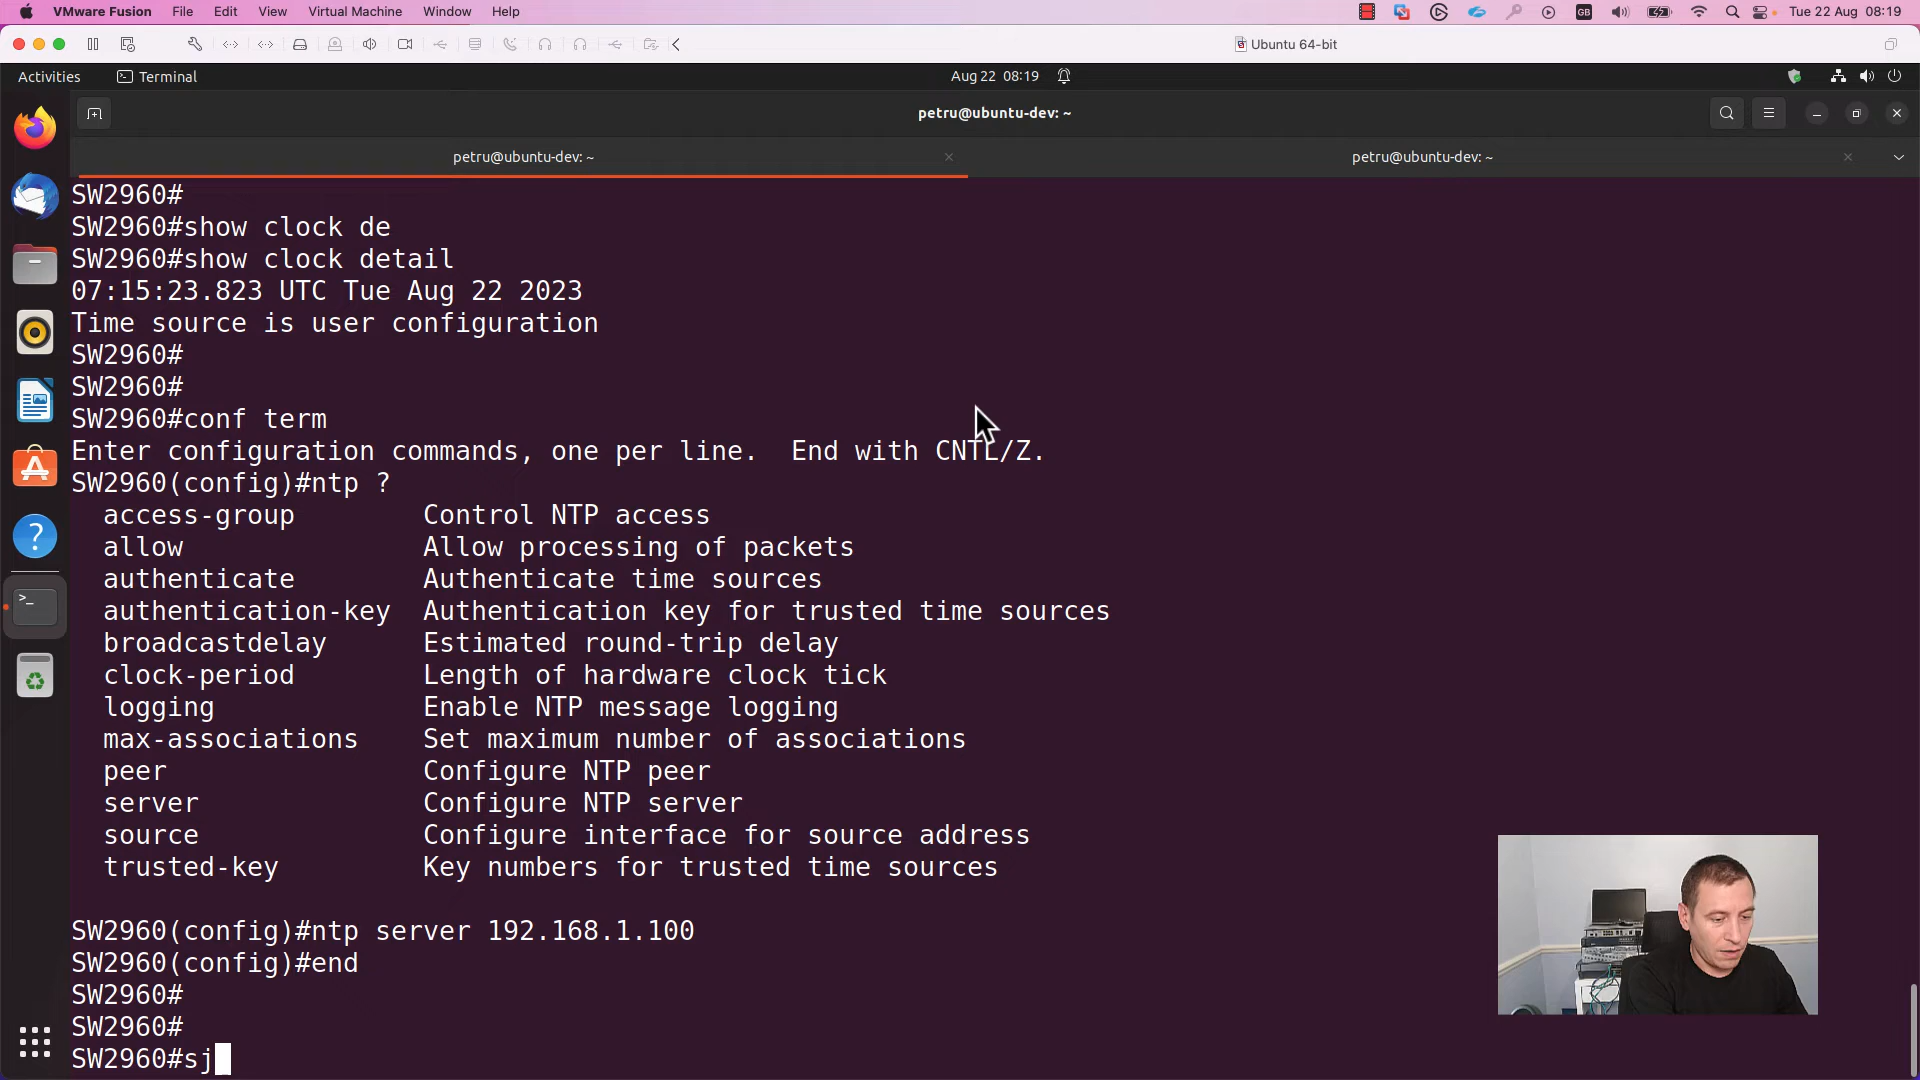 VMware Fusion File Edit View Virtual Machine Window Help GB Tue 22 Aug 08:19
Ubuntu 64-bit
Activities Terminal Aug 22 08:19
petru@ubuntu-dev: ~
petru@ubuntu-dev: ~ petru@ubuntu-dev: ~
SW2960#
SW2960#show clock de
SW2960#show clock detail
07:15:23.823 UTC Tue Aug 22 2023
Time source is user configuration
SW2960#
SW2960#
SW2960#conf term
Enter configuration commands, one per line.  End with CNTL/Z.
SW2960(config)#ntp ?
  access-group        Control NTP access
  allow               Allow processing of packets
  authenticate        Authenticate time sources
  authentication-key  Authentication key for trusted time sources
  broadcastdelay      Estimated round-trip delay
  clock-period        Length of hardware clock tick
  logging             Enable NTP message logging
  max-associations    Set maximum number of associations
  peer                Configure NTP peer
  server              Configure NTP server
  source              Configure interface for source address
  trusted-key         Key numbers for trusted time sources
SW2960(config)#ntp server 192.168.1.100
SW2960(config)#end
SW2960#
SW2960#
SW2960#sj